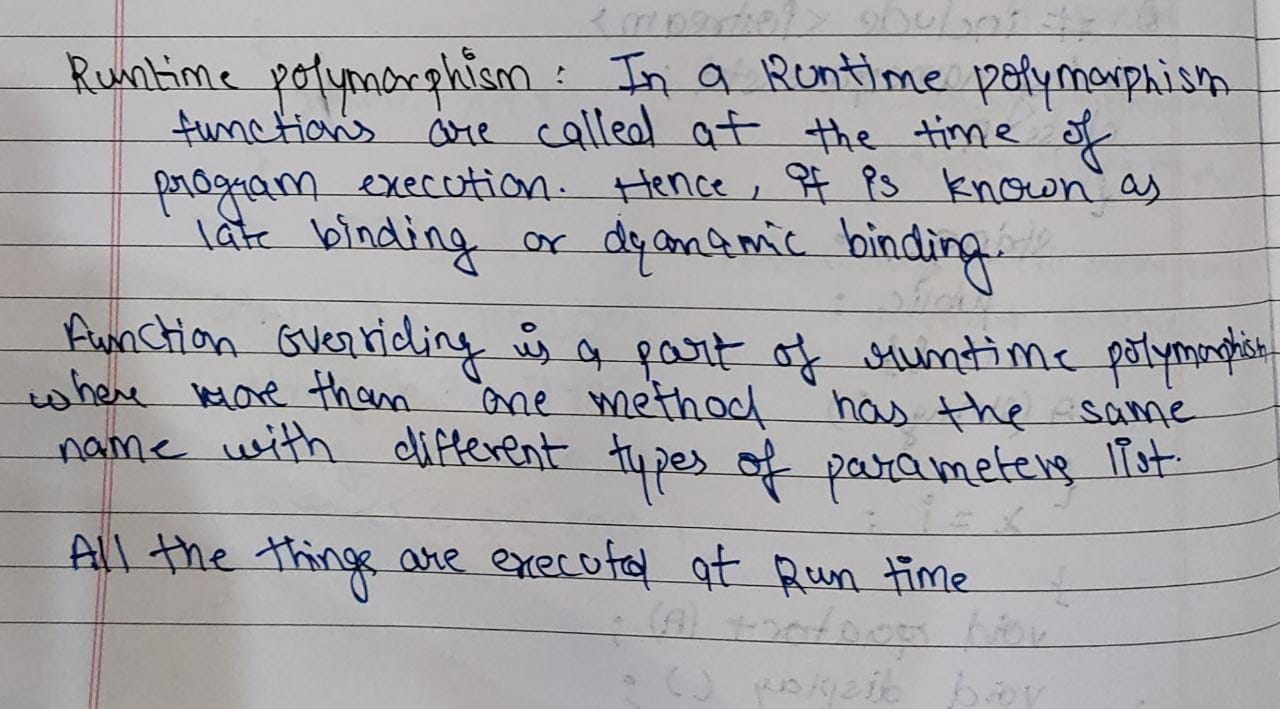 Runtime polymorphism : In a Runtime polymorphism
functions are called at the time of
program execution. Hence, it is known as
late binding or dyanamic binding.
Function overriding is a part of runtime polymorphism
where more than one method has the same
name with different types of parameters list.
All the things are executed at Run time